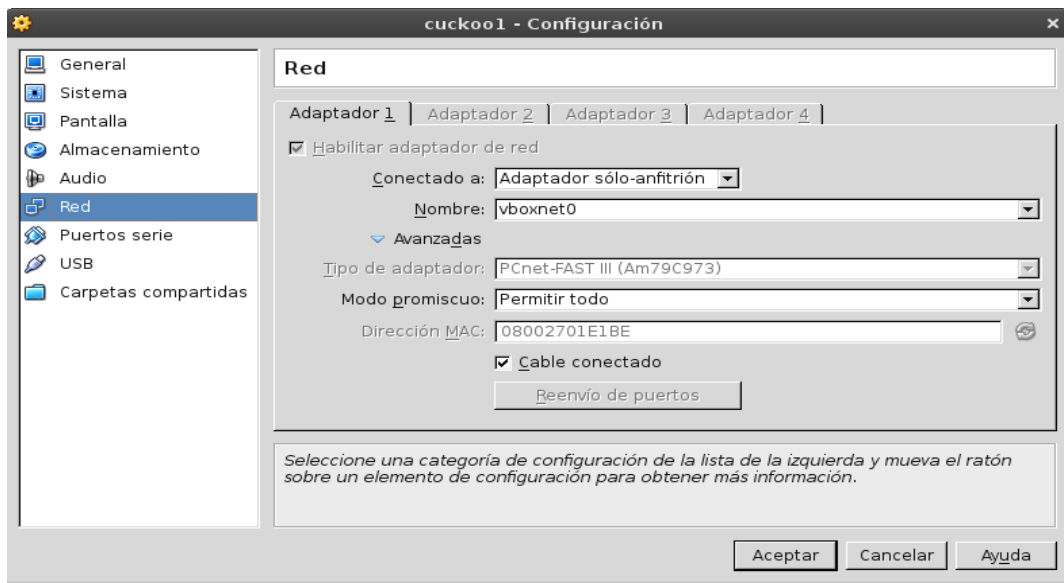 cuckoo1 - Configuración
General
Sistema
Pantalla
Almacenamiento
Audio
Red
Puertos serie
USB
Carpetas compartidas
Red
Adaptador 1 Adaptador 2 Adaptador 3 Adaptador 4
Habilitar adaptador de red
Conectado a: Adaptador sólo-anfitrión
Nombre: vboxnet0
Avanzadas
Tipo de adaptador: PCnet-FAST III (Am79C973)
Modo promiscuo: Permitir todo
Dirección MAC: 08002701E1BE
Cable conectado
Reenvío de puertos
Seleccione una categoría de configuración de la lista de la izquierda y mueva el ratón
sobre un elemento de configuración para obtener más información.
Aceptar Cancelar Ayuda